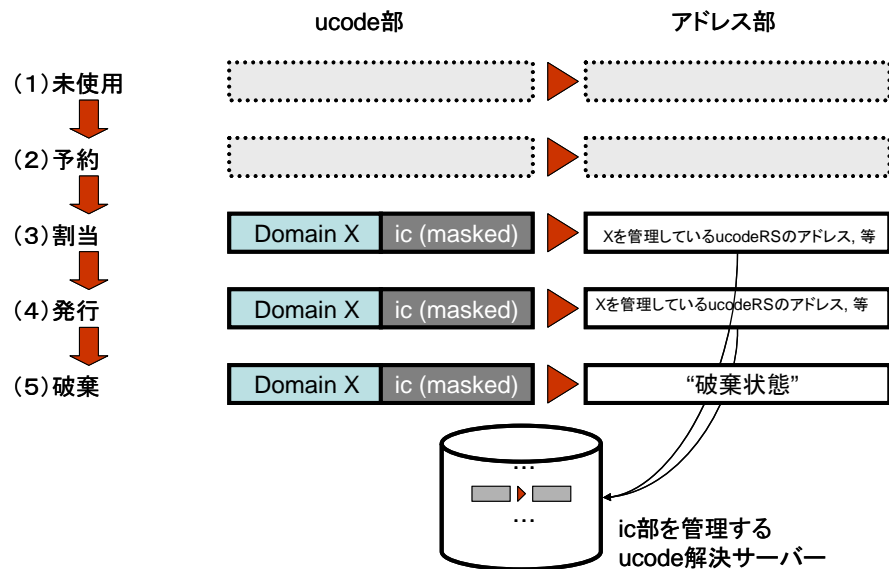 ucode部 アドレス部
(１)未使用
(２)予約
(３)割当 Domain X ic (masked) Xを管理しているucodeRSのアドレス, 等
(４)発行 Domain X ic (masked) Xを管理しているucodeRSのアドレス, 等
(５)破棄 Domain X ic (masked) “破棄状態”
…
…
ic部を管理する
ucode解決サーバー